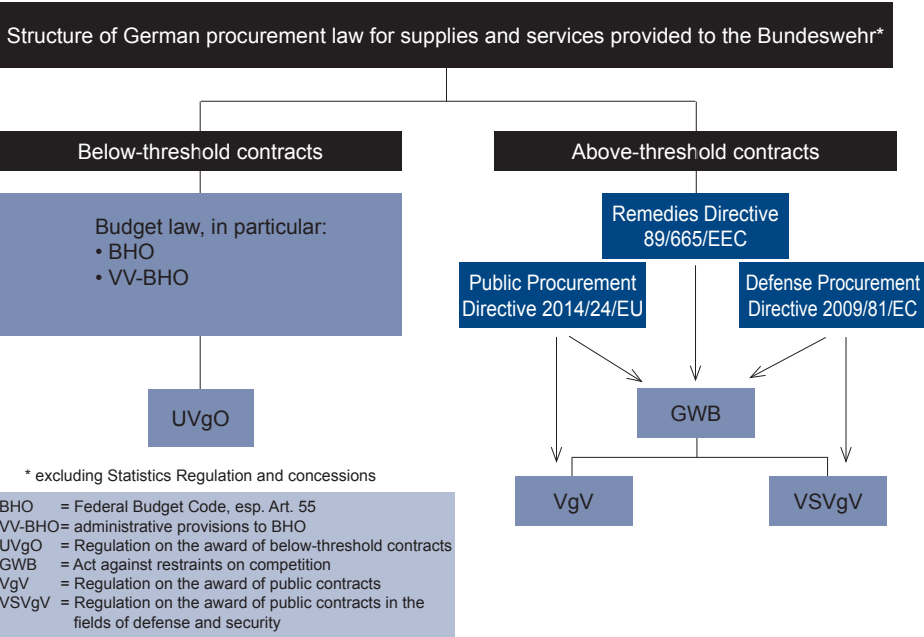 Structure of German procurement law for supplies and services provided to the Bundeswehr*
Below-threshold contracts
Budget law, in particular:
• BHO
• VV-BHO
UVgO
Above-threshold contracts
Remedies Directive
89/665/EEC
Public Procurement
Directive 2014/24/EU
Defense Procurement
Directive 2009/81/EC
GWB
VgV
VSVgV
* excluding Statistics Regulation and concessions
BHO = Federal Budget Code, esp. Art. 55
VV-BHO= administrative provisions to BHO
UVgO = Regulation on the award of below-threshold contracts
GWB = Act against restraints on competition
VgV = Regulation on the award of public contracts
VSVgV = Regulation on the award of public contracts in the
fields of defense and security